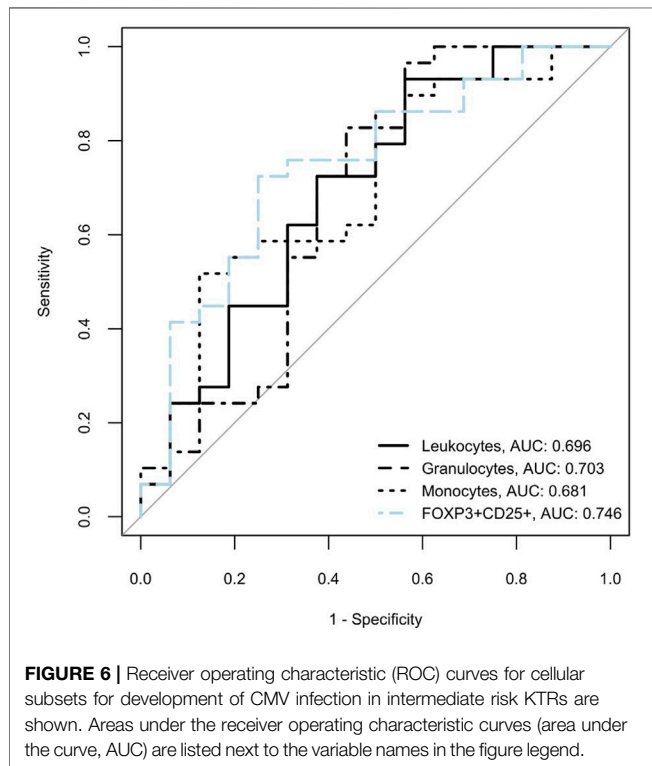 1.0
0.8
0.6
0.4
0.2
0.0
Sensitivity
Leukocytes, AUC: 0.696
Granulocytes, AUC: 0.703
Monocytes, AUC: 0.681
FOXP3+CD25+, AUC: 0.746
0.0 0.2 0.4 0.6 0.8 1.0
1 - Specificity
FIGURE 6 | Receiver operating characteristic (ROC) curves for cellular
subsets for development of CMV infection in intermediate risk KTRs are
shown. Areas under the receiver operating characteristic curves (area under
the curve, AUC) are listed next to the variable names in the figure legend.